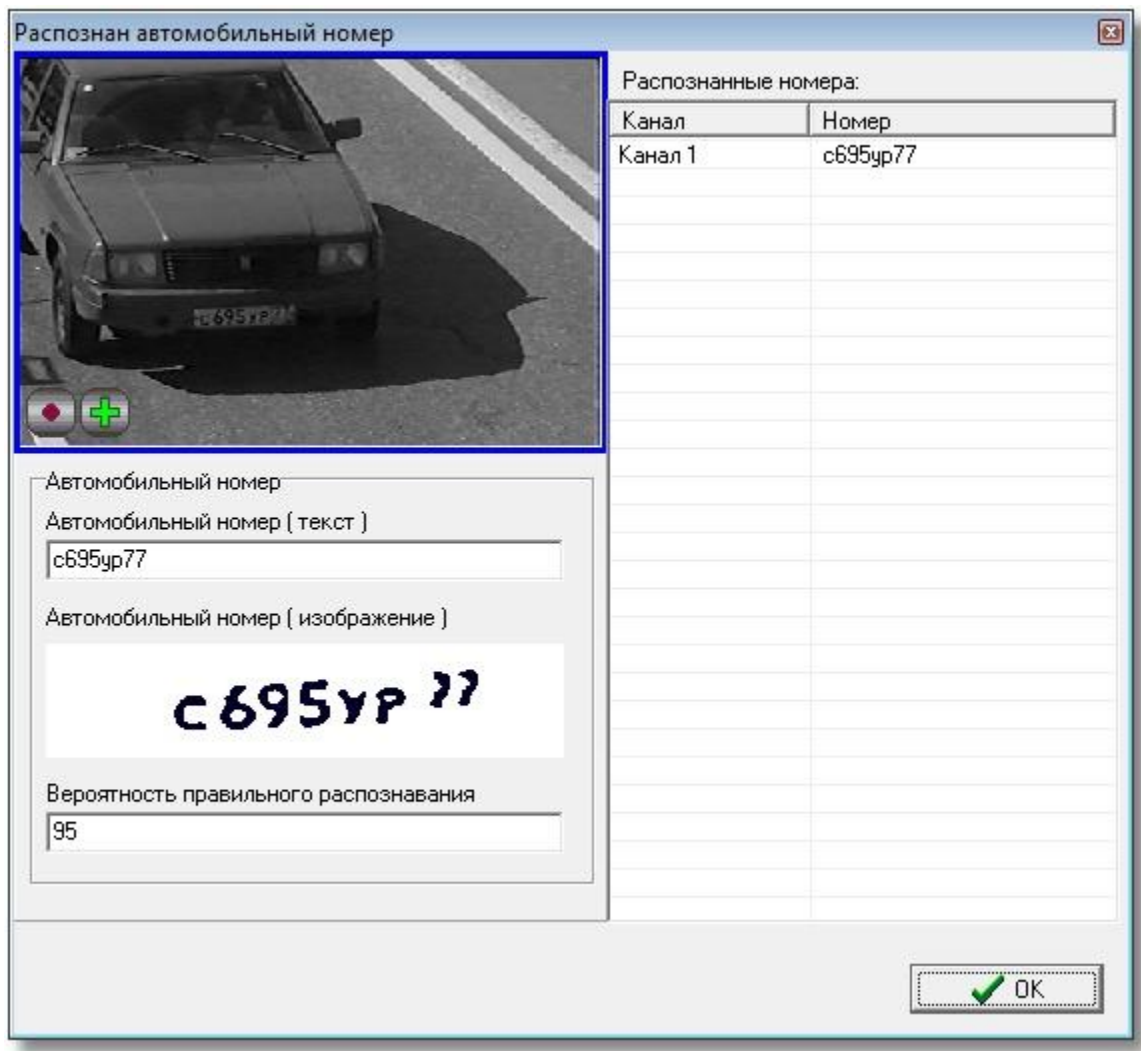 Распознан автомобильный номер
с695ур77
Распознанные номера:
Канал Номер
Канал 1 с695ур77
Автомобильный номер
Автомобильный номер ( текст )
с695ур77
Автомобильный номер ( изображение )
с695ур 77
Вероятность правильного распознавания
95
OK